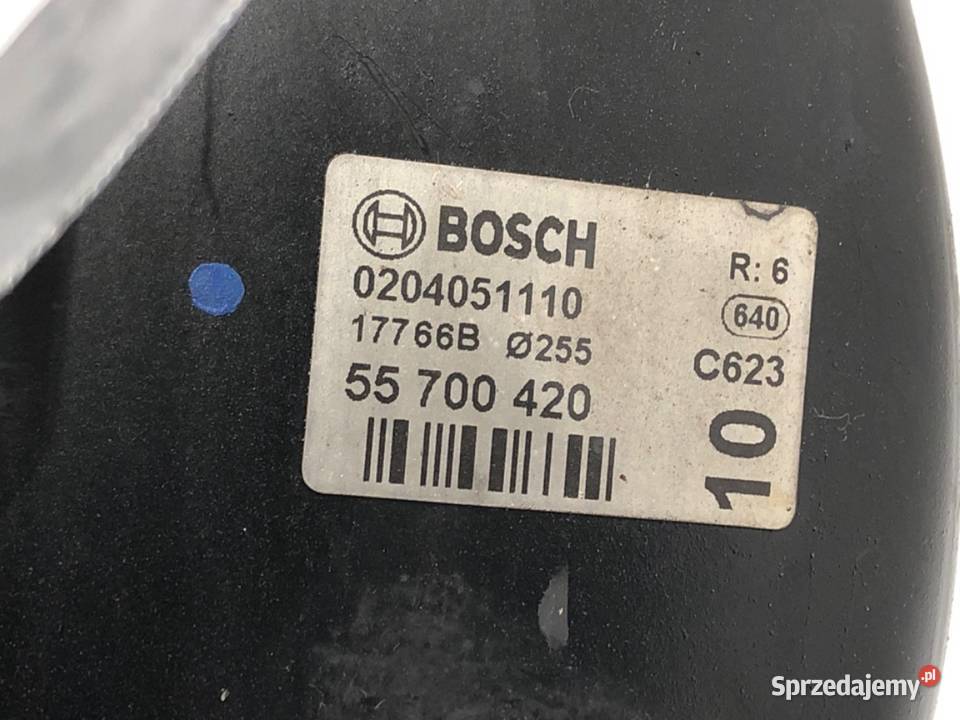 BOSCH
R: 6
0204051110
640
17766B Ø255
C623
55 700 420
10
Sprzedajemy.pl